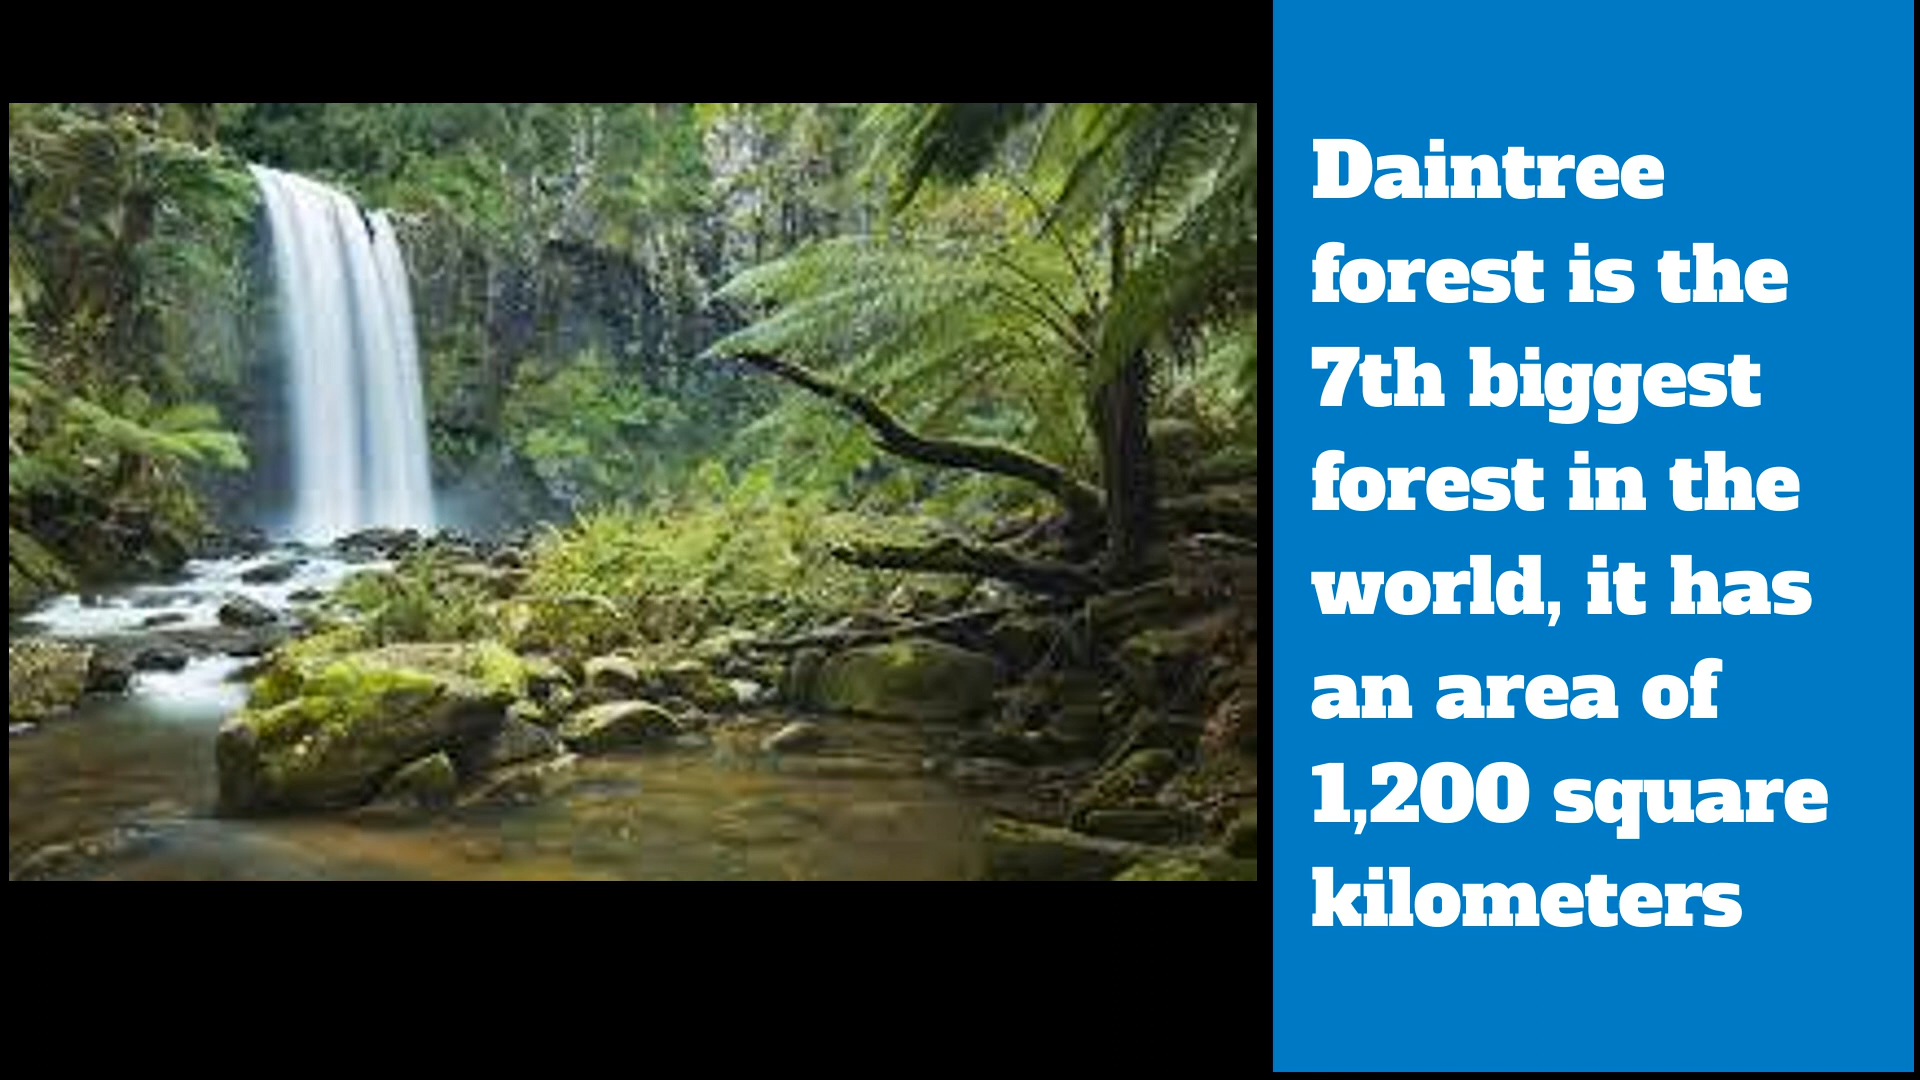 Daintree
forest is the
7th biggest
forest in the
world, it has
an area of
1,200 square
kilometers